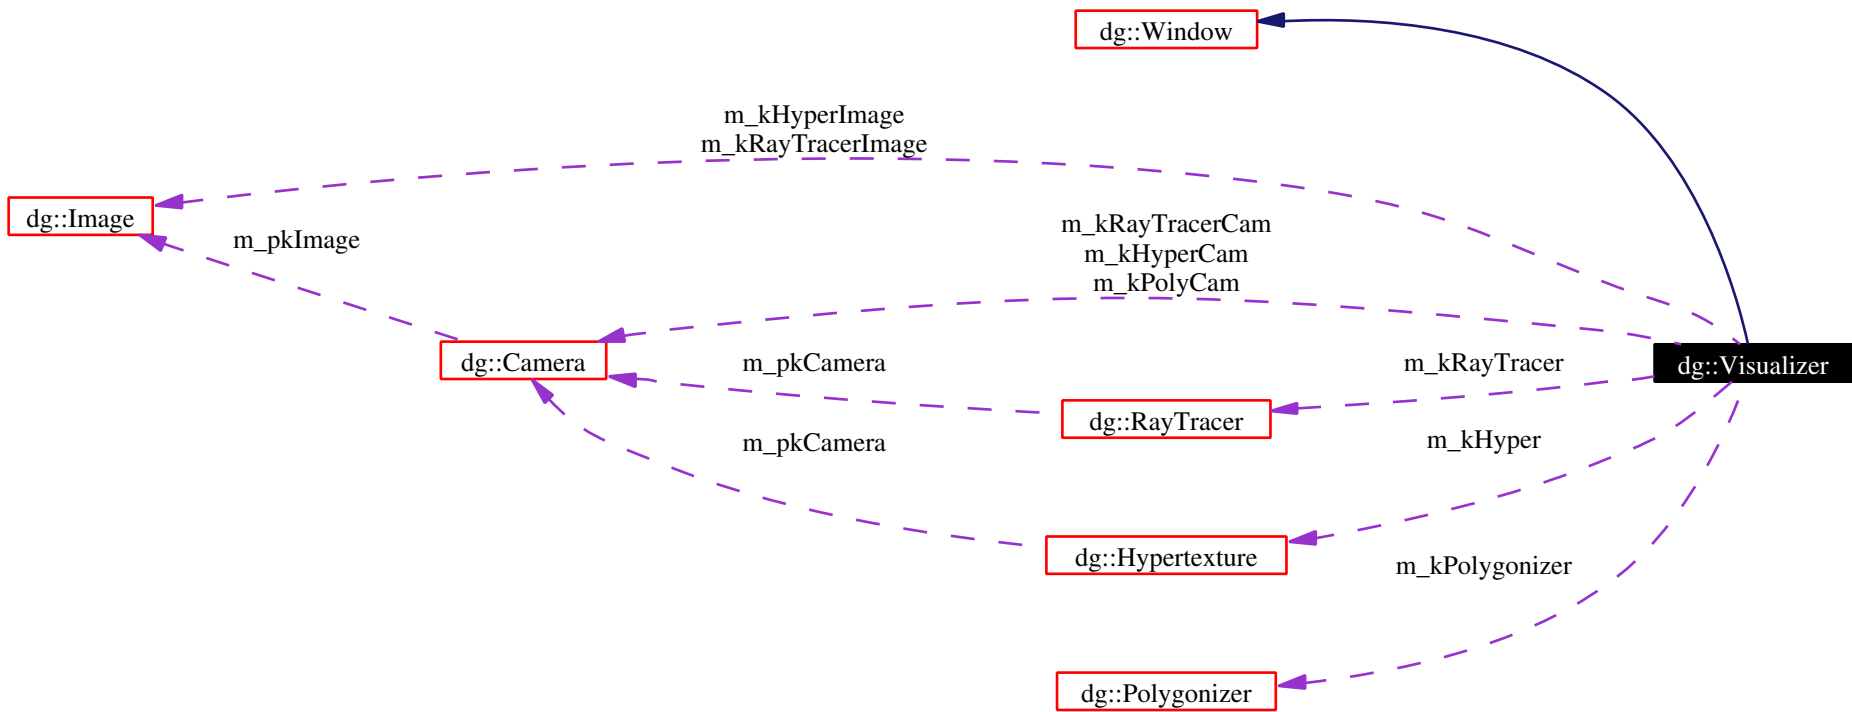 dg::Window
m_kHyperImage
m_kRayTracerImage
dg::Image
m_pkImage
m_kRayTracerCam
m_kHyperCam
m_kPolyCam
dg::Camera
m_pkCamera
m_kRayTracer
dg::Visualizer
dg::RayTracer
m_pkCamera
m_kHyper
dg::Hypertexture
m_kPolygonizer
dg::Polygonizer